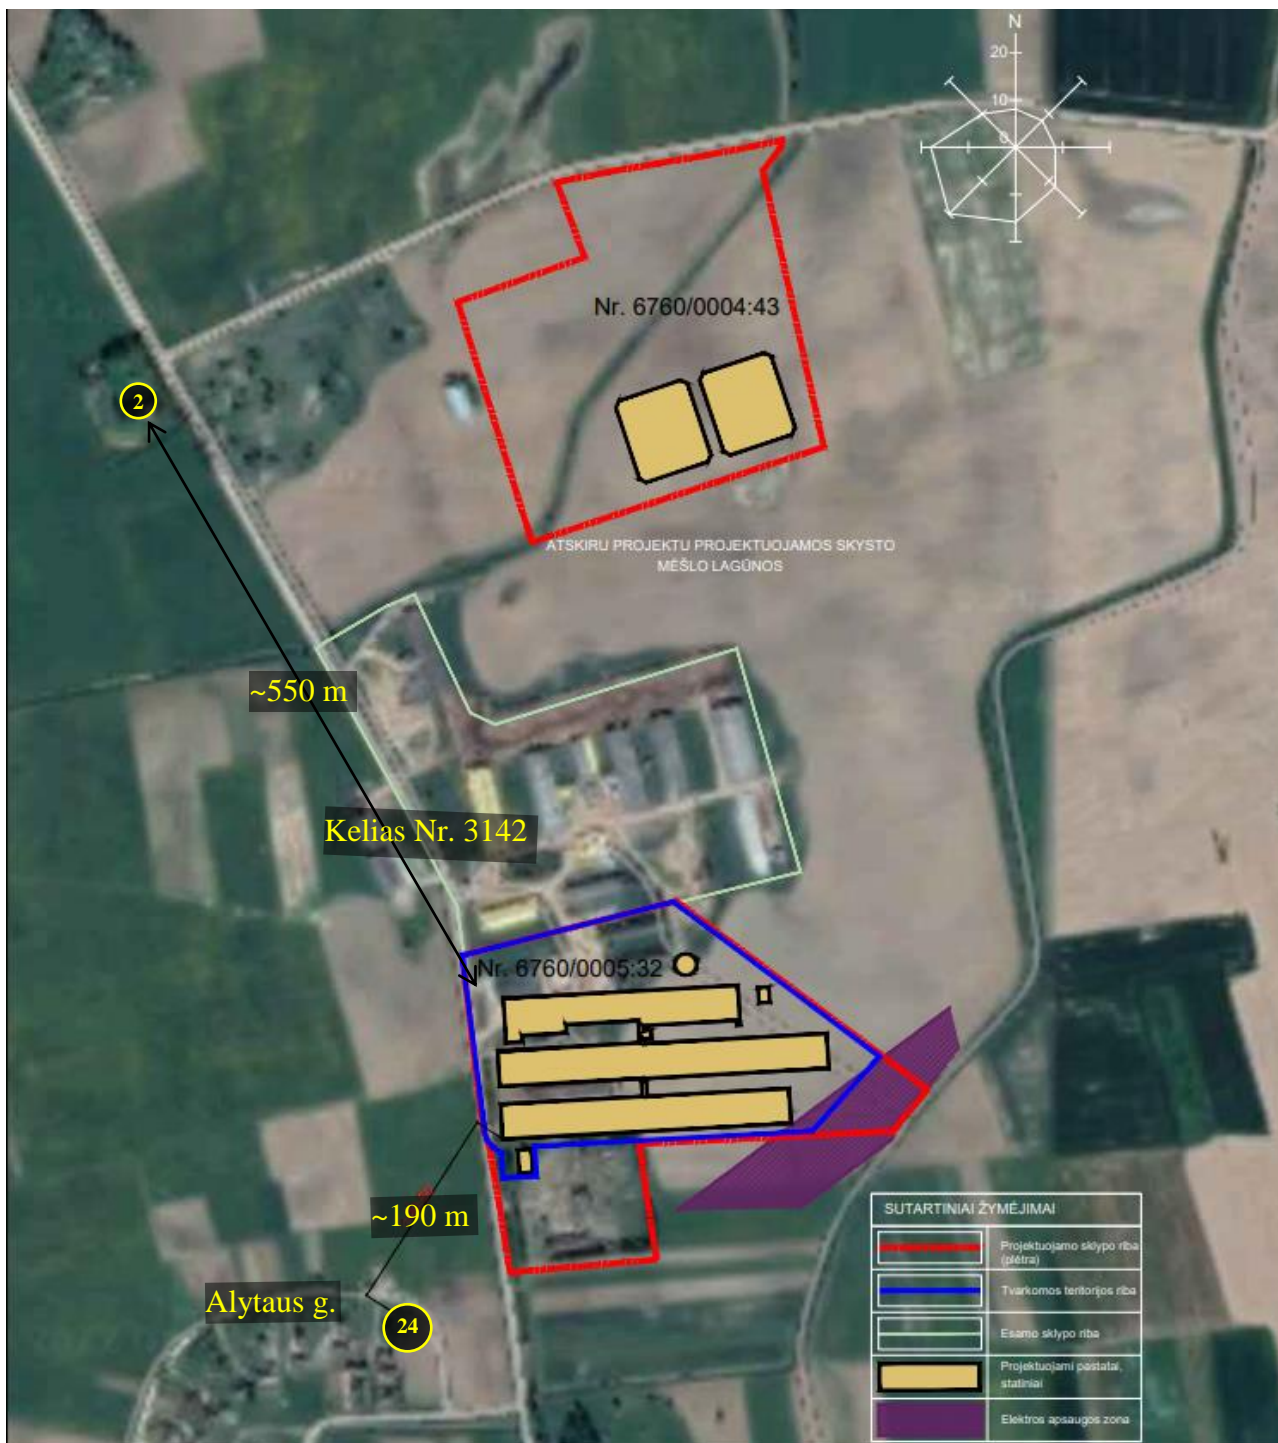 N
20
10
0
Nr. 6760/0004:43
2
ATSKIRU PROJEKTU PROJEKTUOJAMOS SKYSTO
MĖŠLO LAGŪNOS
~550 m
Kelias Nr. 3142
Nr. 6760/0005:32
~190 m
Alytaus g.
24
SUTARTINIAI ŽYMĖJIMAI
Projektuojamo sklypo riba
(plėtra)
Tvarkomos teritorijos riba
Esamo sklypo riba
Projektuojami pastatai,
statiniai
Elektros apsaugos zona